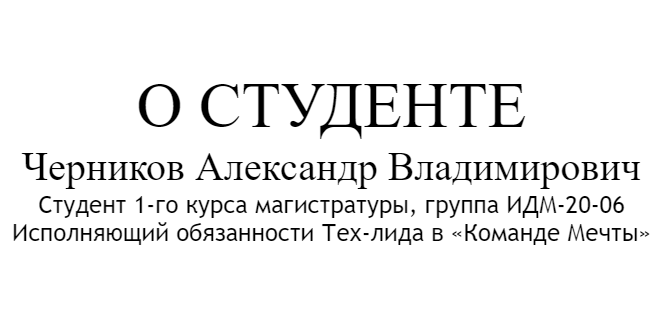 О СТУДЕНТЕ
Черников Александр Владимирович
Студент 1-го курса магистратуры, группа ИДМ-20-06
Исполняющий обязанности Тех-лида в «Команде Мечты»